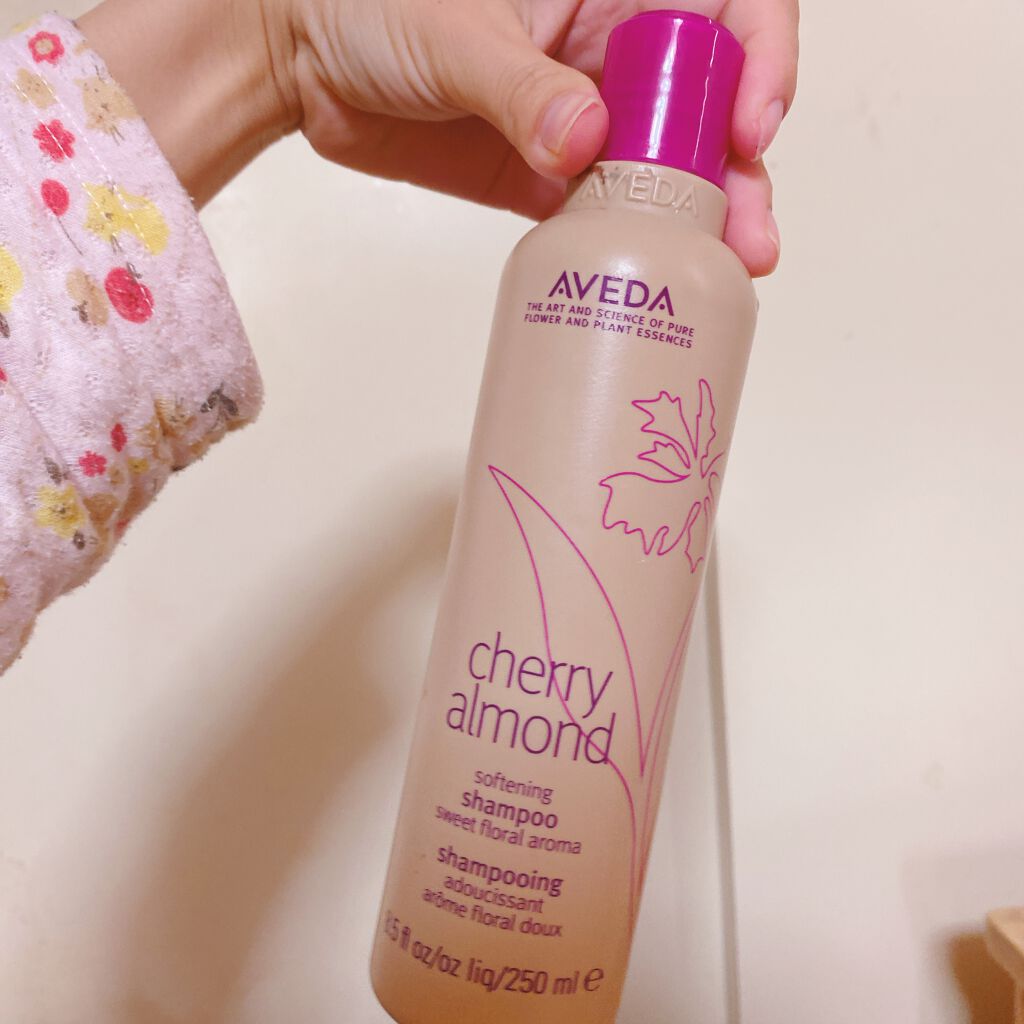 AVEDA
AVEDA
THE ART AND SCIENCE OF PURE
FLOWER AND PLANT ESSENCES
cherry
almond
softening
shampoo
sweet floral aroma
shampooing
adoucissant
arôme floral doux
8.5 fl oz/oz liq/250 ml ℮